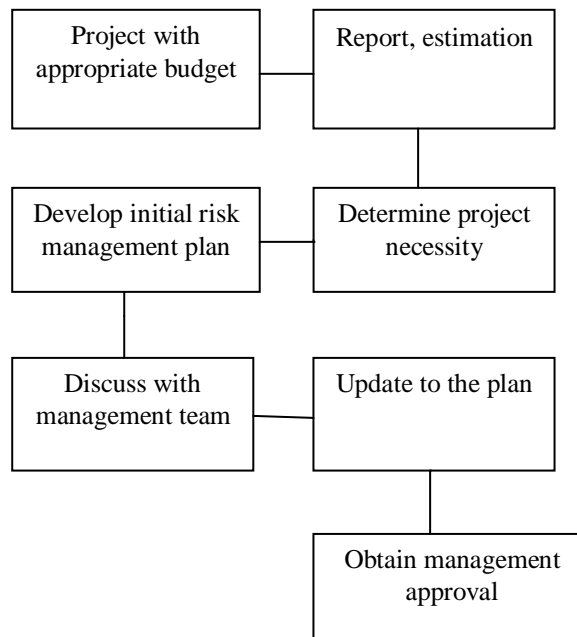 Project with
appropriate budget
Report, estimation
Develop initial risk
management plan
Determine project
necessity
Discuss with
management team
Update to the plan
Obtain management
approval